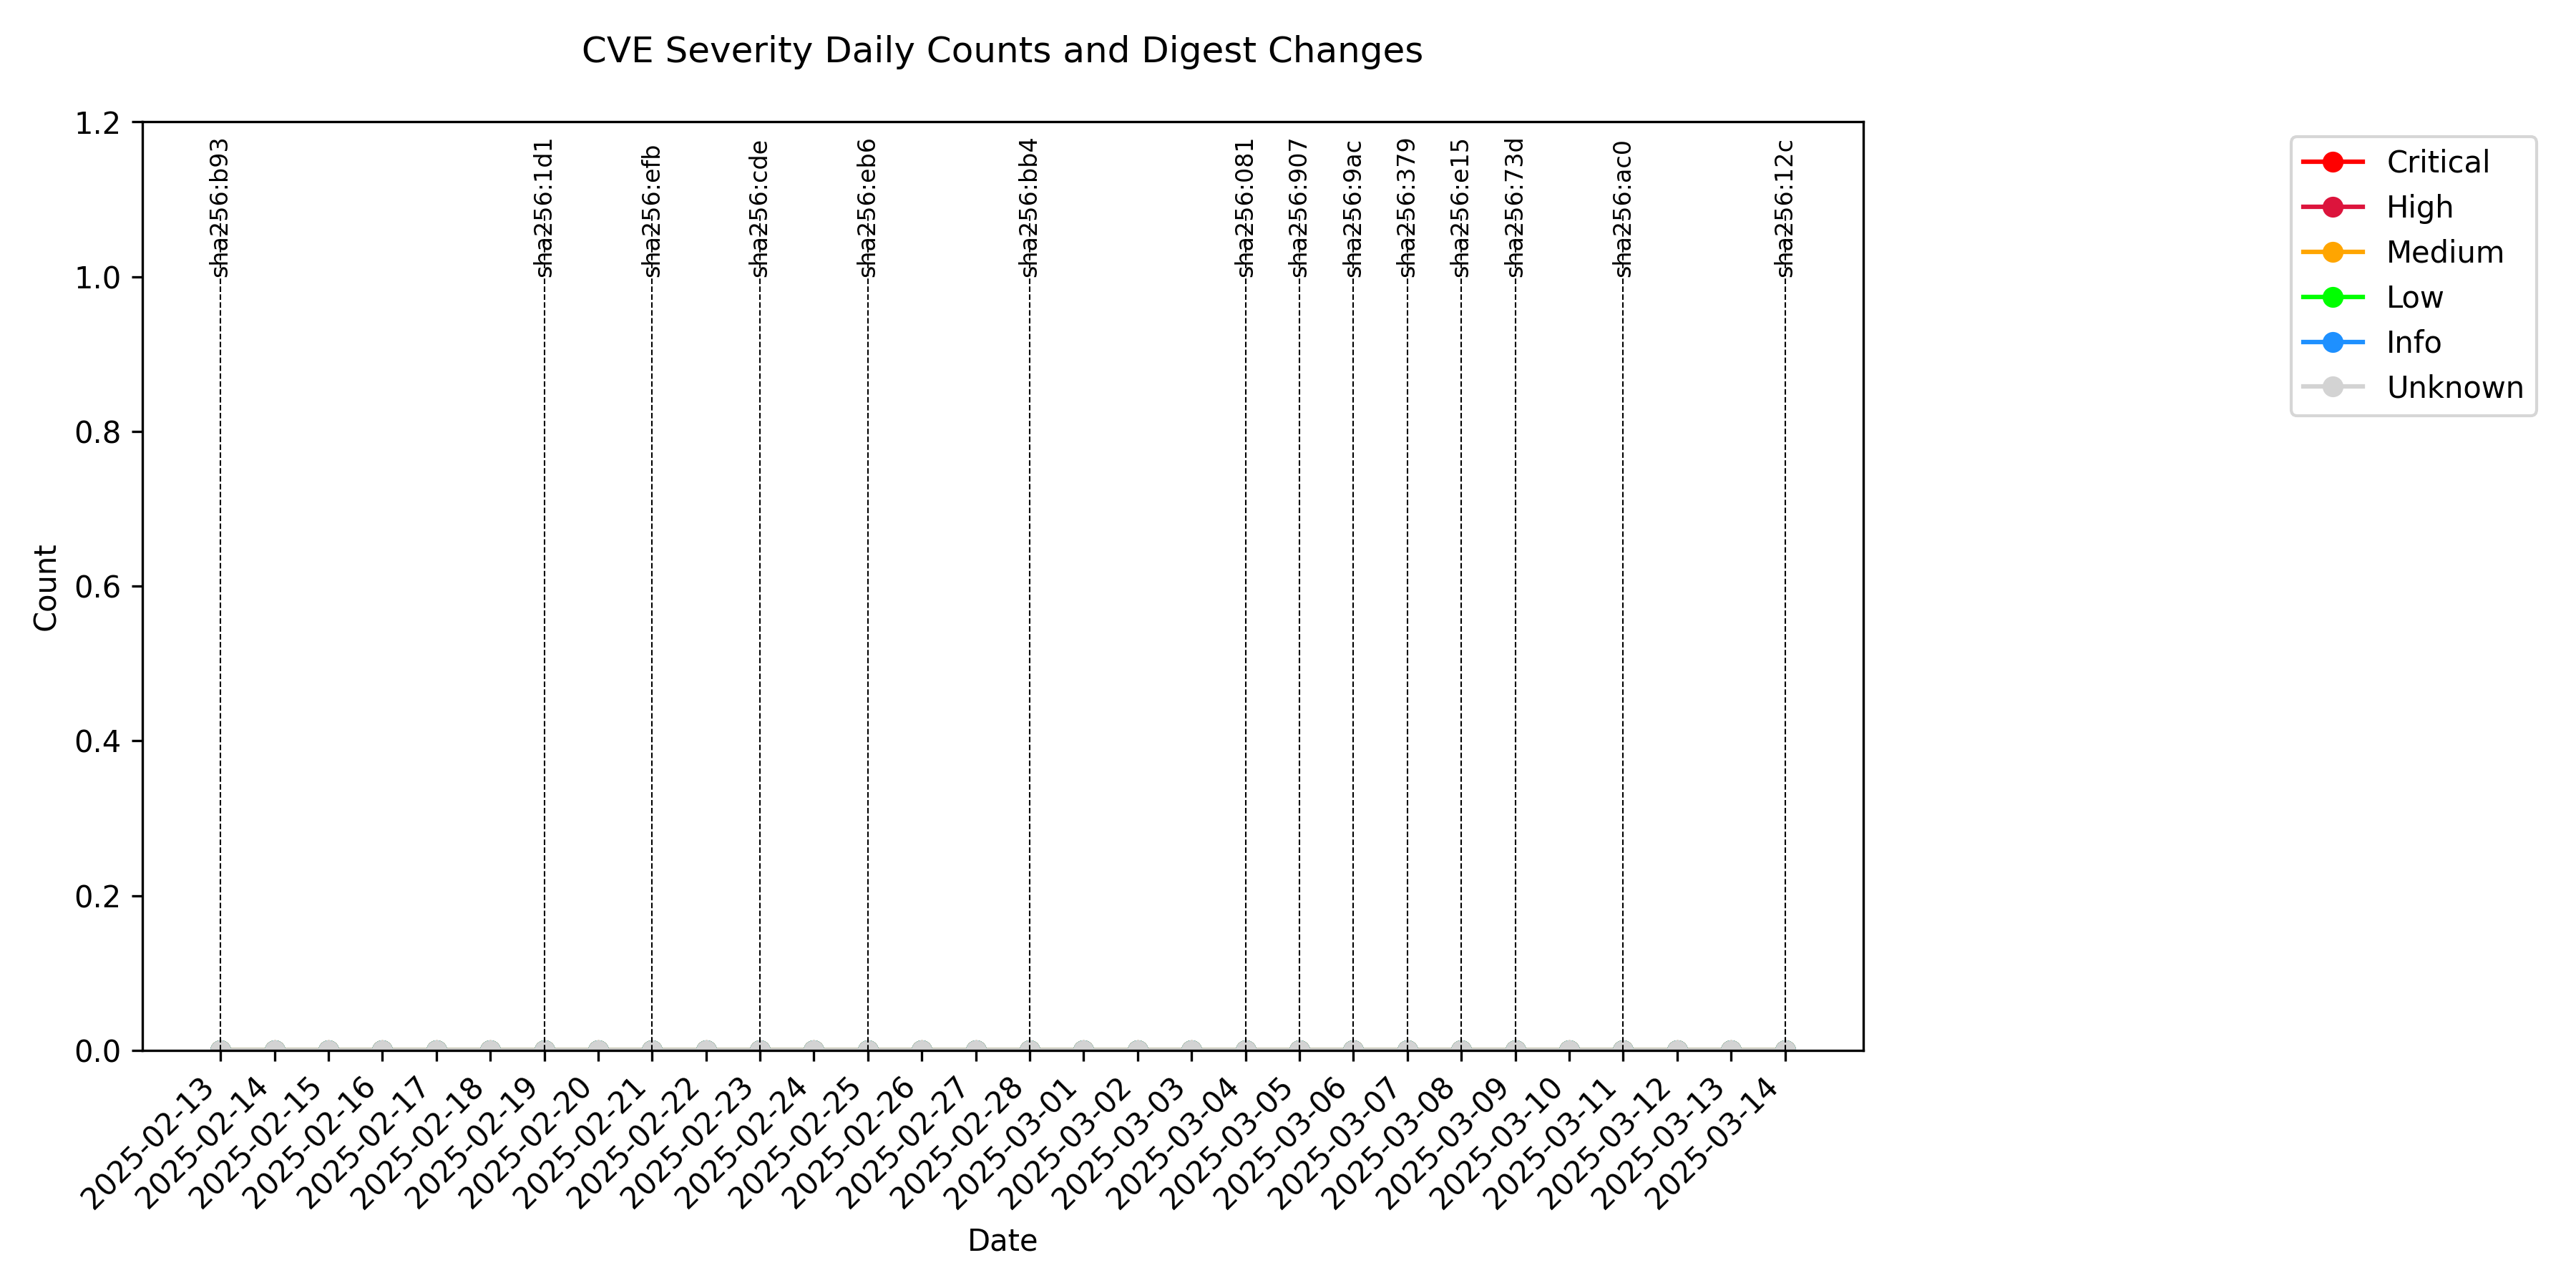 CVE Severity Daily Counts and Digest Changes
1.2
1.0
0.8
0.6
0.4
0.2
0.0
Count
sha256:b93
sha256:1d1
sha256:efb
sha256:cde
sha256:eb6
sha256:bb4
sha256:081
sha256:907
sha256:9ac
sha256:379
sha256:e15
sha256:73d
sha256:ac0
sha256:12c
2025-02-13
2025-02-14
2025-02-15
2025-02-16
2025-02-17
2025-02-18
2025-02-19
2025-02-20
2025-02-21
2025-02-22
2025-02-23
2025-02-24
2025-02-25
2025-02-26
2025-02-27
2025-02-28
2025-03-01
2025-03-02
2025-03-03
2025-03-04
2025-03-05
2025-03-06
2025-03-07
2025-03-08
2025-03-09
2025-03-10
2025-03-11
2025-03-12
2025-03-13
2025-03-14
Date
Critical
High
Medium
Low
Info
Unknown